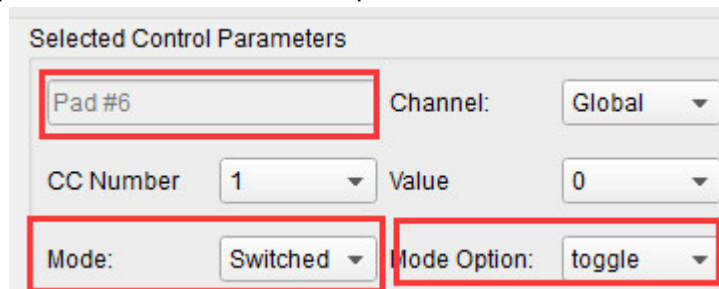 Selected Control Parameters
Pad #6 Channel: Global
CC Number 1 Value 0
Mode: Switched Mode Option: toggle